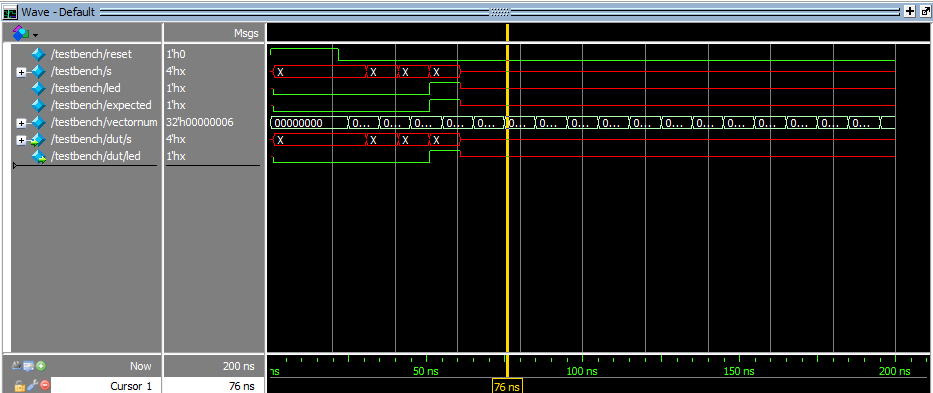 Wave - Default
Msgs
/testbench/reset 1'h0
/testbench/s 4'hx X X X X
/testbench/led 1'hx
/testbench/expected 1'hx
/testbench/vectornum 32'h00000006 00000000 0... 0... 0... 0... 0... 0... 0... 0... 0... 0... 0... 0... 0... 0... 0... 0... 0...
/testbench/dut/s 4'hx X X X X
/testbench/dut/led 1'hx
Now 200 ns ns 50 ns 100 ns 150 ns 200 ns
Cursor 1 76 ns 76 ns